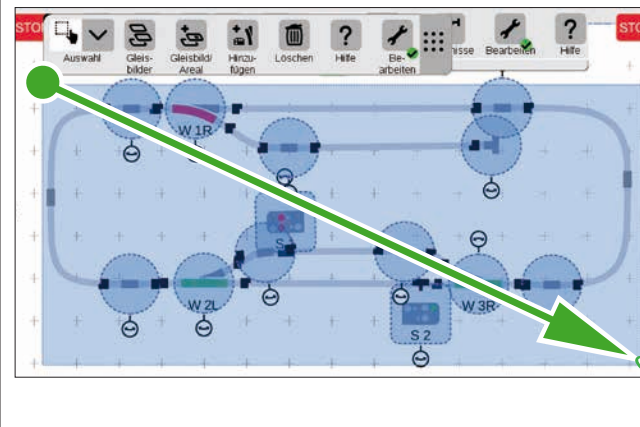 STO
STO
Auswahl
Gleis-
bilder
Gleisbild/
Areal
Hinzu-
fügen
Löschen
Hilfe
Be-
arbeiten
nisse
Bearbeiten
Hilfe
W 1R
S
W 2L
W 3R
S 2